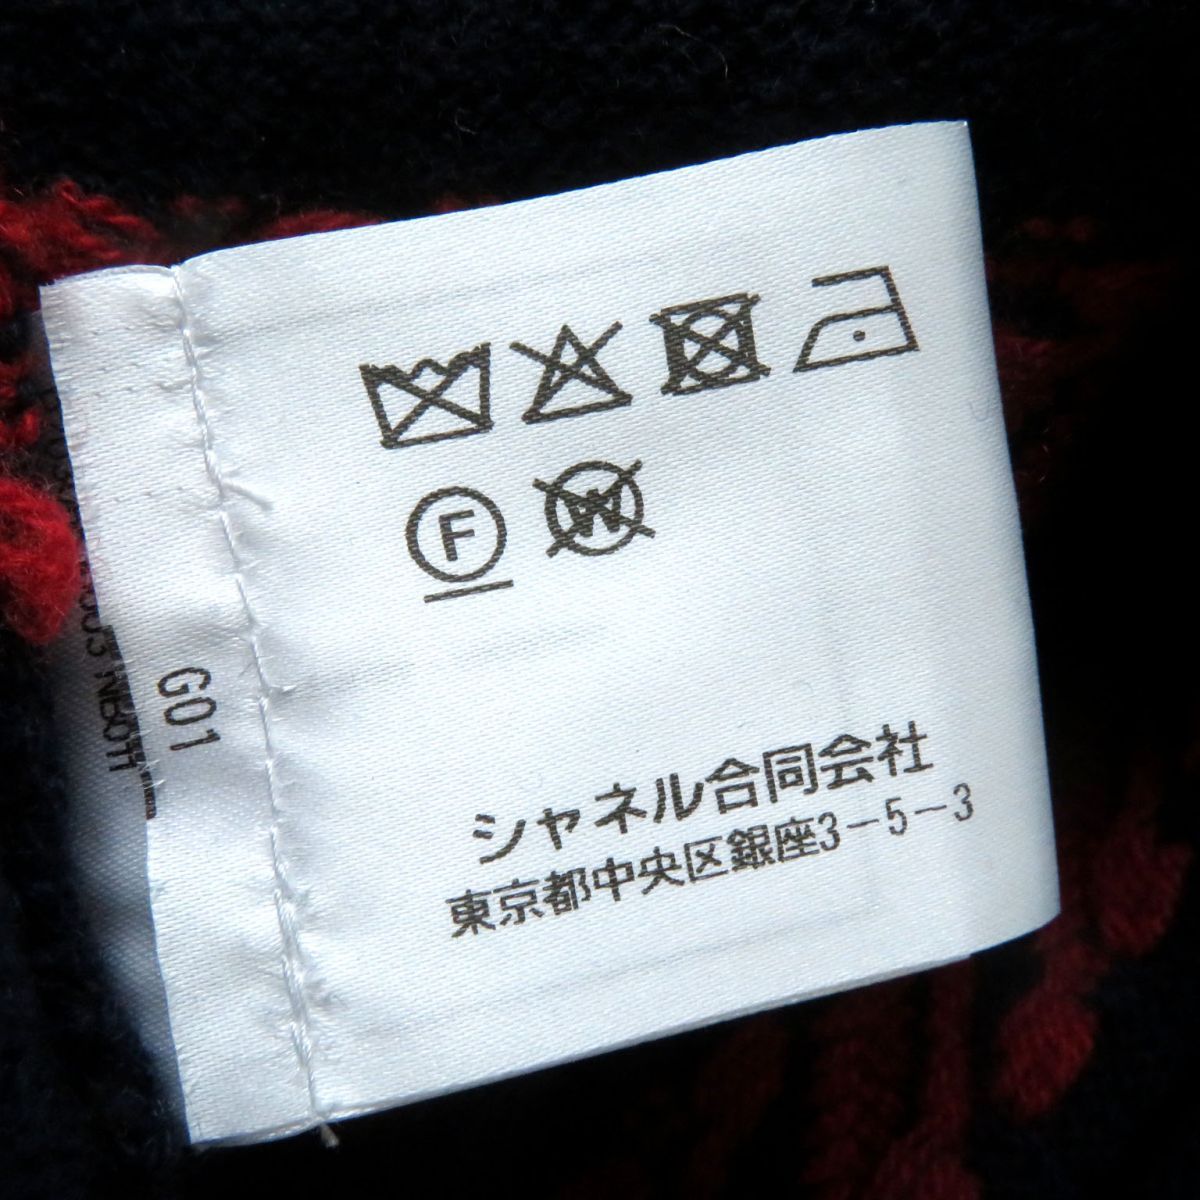 F W
G01
シャネル合同会社
東京都中央区銀座3-5-3